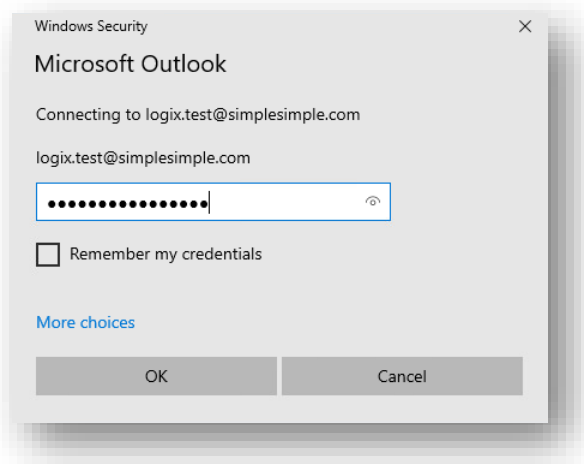 Windows Security
Microsoft Outlook
Connecting to logix.test@simplesimple.com
logix.test@simplesimple.com
••••••••••••••••
Remember my credentials
More choices
OK Cancel